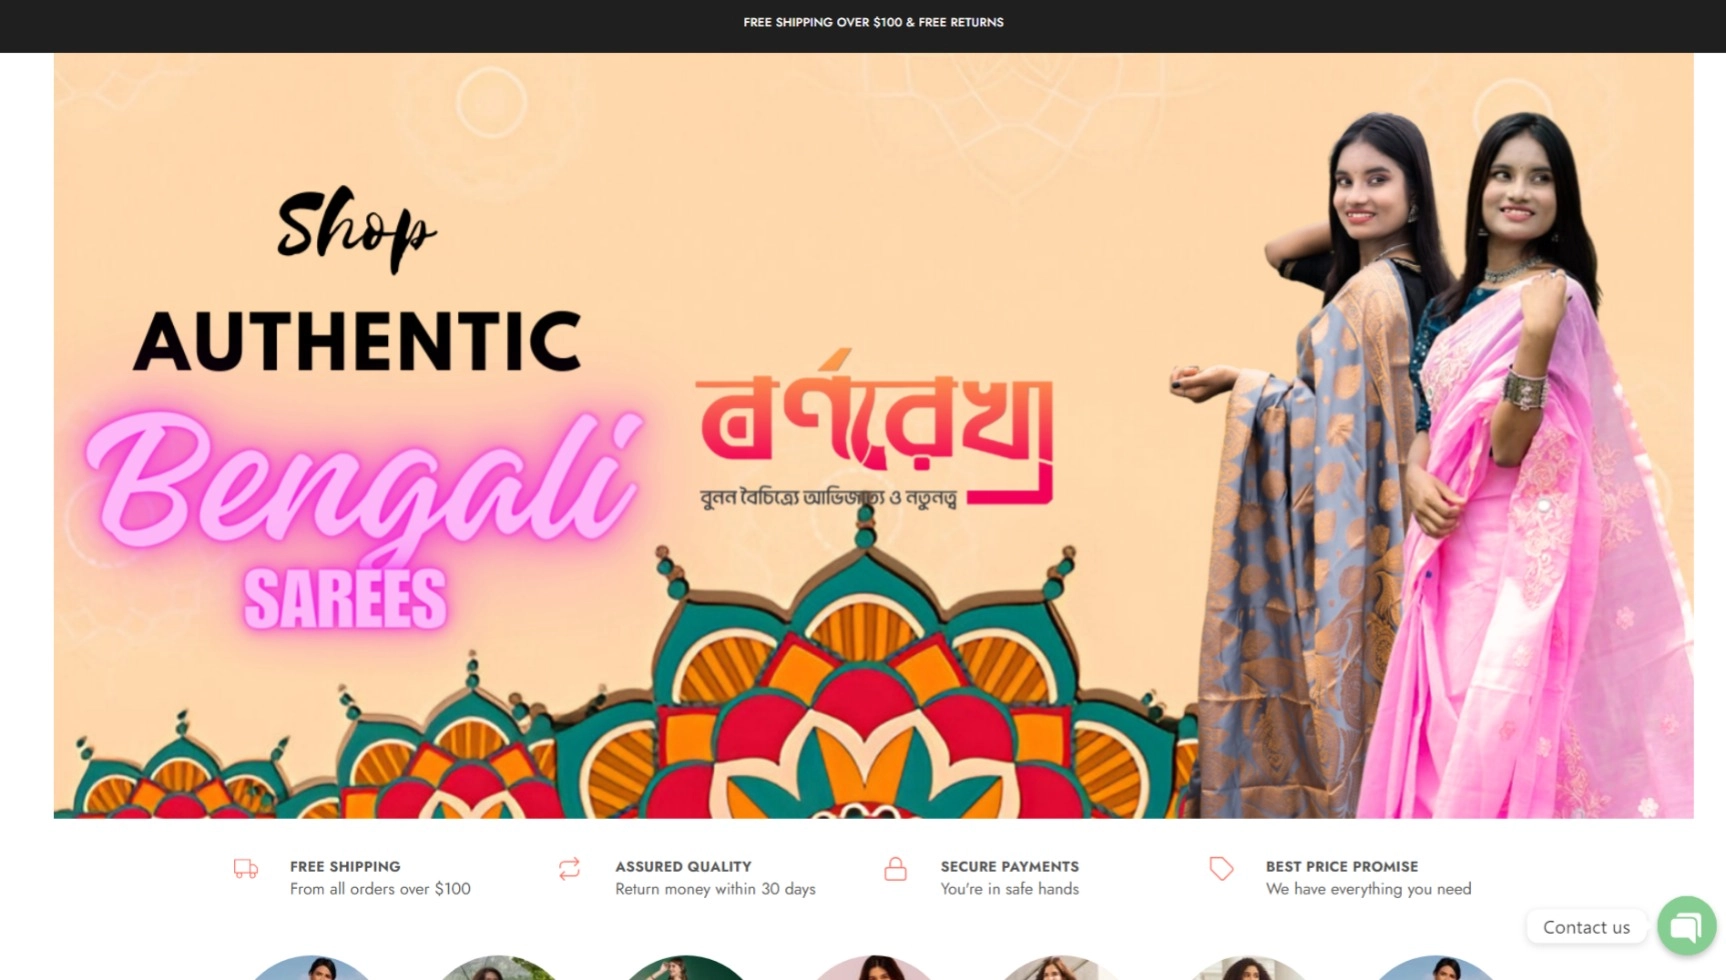 FREE SHIPPING OVER $100 & FREE RETURNS
Shop
AUTHENTIC
Bengali
SAREES
বর্ণরেখা
বুনন বৈচিত্র্যে আভিজাত্য ও নতুনত্ব
FREE SHIPPING
From all orders over $100
ASSURED QUALITY
Return money within 30 days
SECURE PAYMENTS
You're in safe hands
BEST PRICE PROMISE
We have everything you need
Contact us